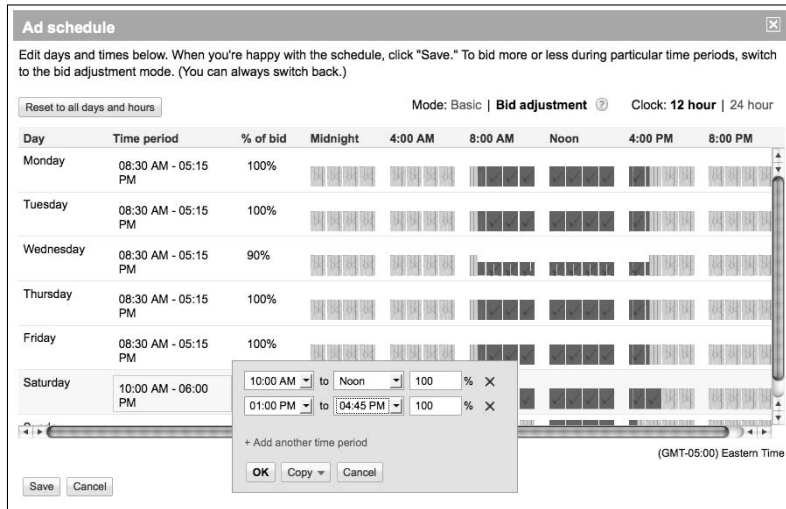 Ad schedule
Edit days and times below. When you're happy with the schedule, click "Save." To bid more or less during particular time periods, switch
to the bid adjustment mode. (You can always switch back.)
Reset to all days and hours
Mode: Basic | Bid adjustment ? Clock: 12 hour | 24 hour
Day Time period % of bid Midnight 4:00 AM 8:00 AM Noon 4:00 PM 8:00 PM
Monday 08:30 AM - 05:15 100%
PM
Tuesday 08:30 AM - 05:15 100%
PM
Wednesday 08:30 AM - 05:15 90%
PM
Thursday 08:30 AM - 05:15 100%
PM
Friday 08:30 AM - 05:15 100%
PM
Saturday 10:00 AM - 06:00
PM
10:00 AM to Noon 100 %
01:00 PM to 04:45 PM 100 %
+ Add another time period
OK Copy Cancel
(GMT-05:00) Eastern Time
Save Cancel